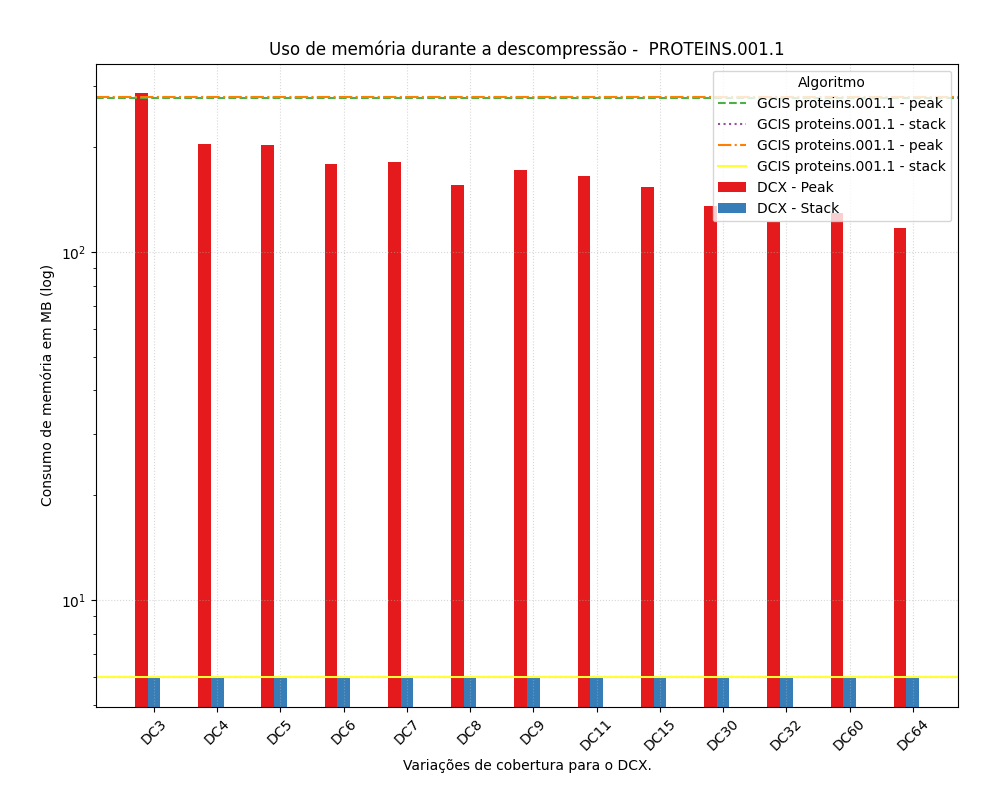 Uso de memória durante a descompressão -  PROTEINS.001.1
Algoritmo
GCIS proteins.001.1 - peak
GCIS proteins.001.1 - stack
GCIS proteins.001.1 - peak
GCIS proteins.001.1 - stack
DCX - Peak
DCX - Stack
Consumo de memória em MB (log)
10²
10¹
DC3 DC4 DC5 DC6 DC7 DC8 DC9 DC11 DC15 DC30 DC32 DC60 DC64
Variações de cobertura para o DCX.